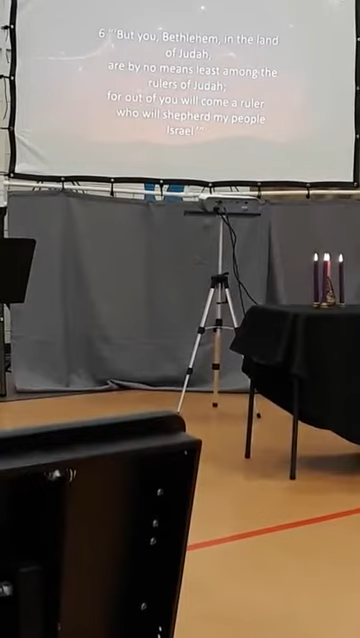 6 "'But you, Bethlehem, in the land
of Judah,
are by no means least among the
rulers of Judah;
for out of you will come a ruler
who will shepherd my people
Israel'"